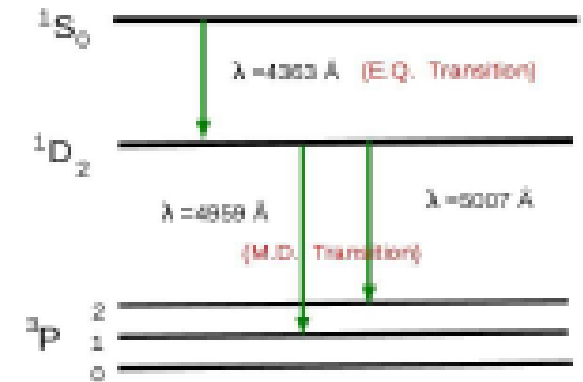 ¹S₀
λ =4363 Å (E.Q. Transition)
¹D₂
λ =4959 Å
λ =5007 Å
(M.D. Transition)
³P
2
1
0